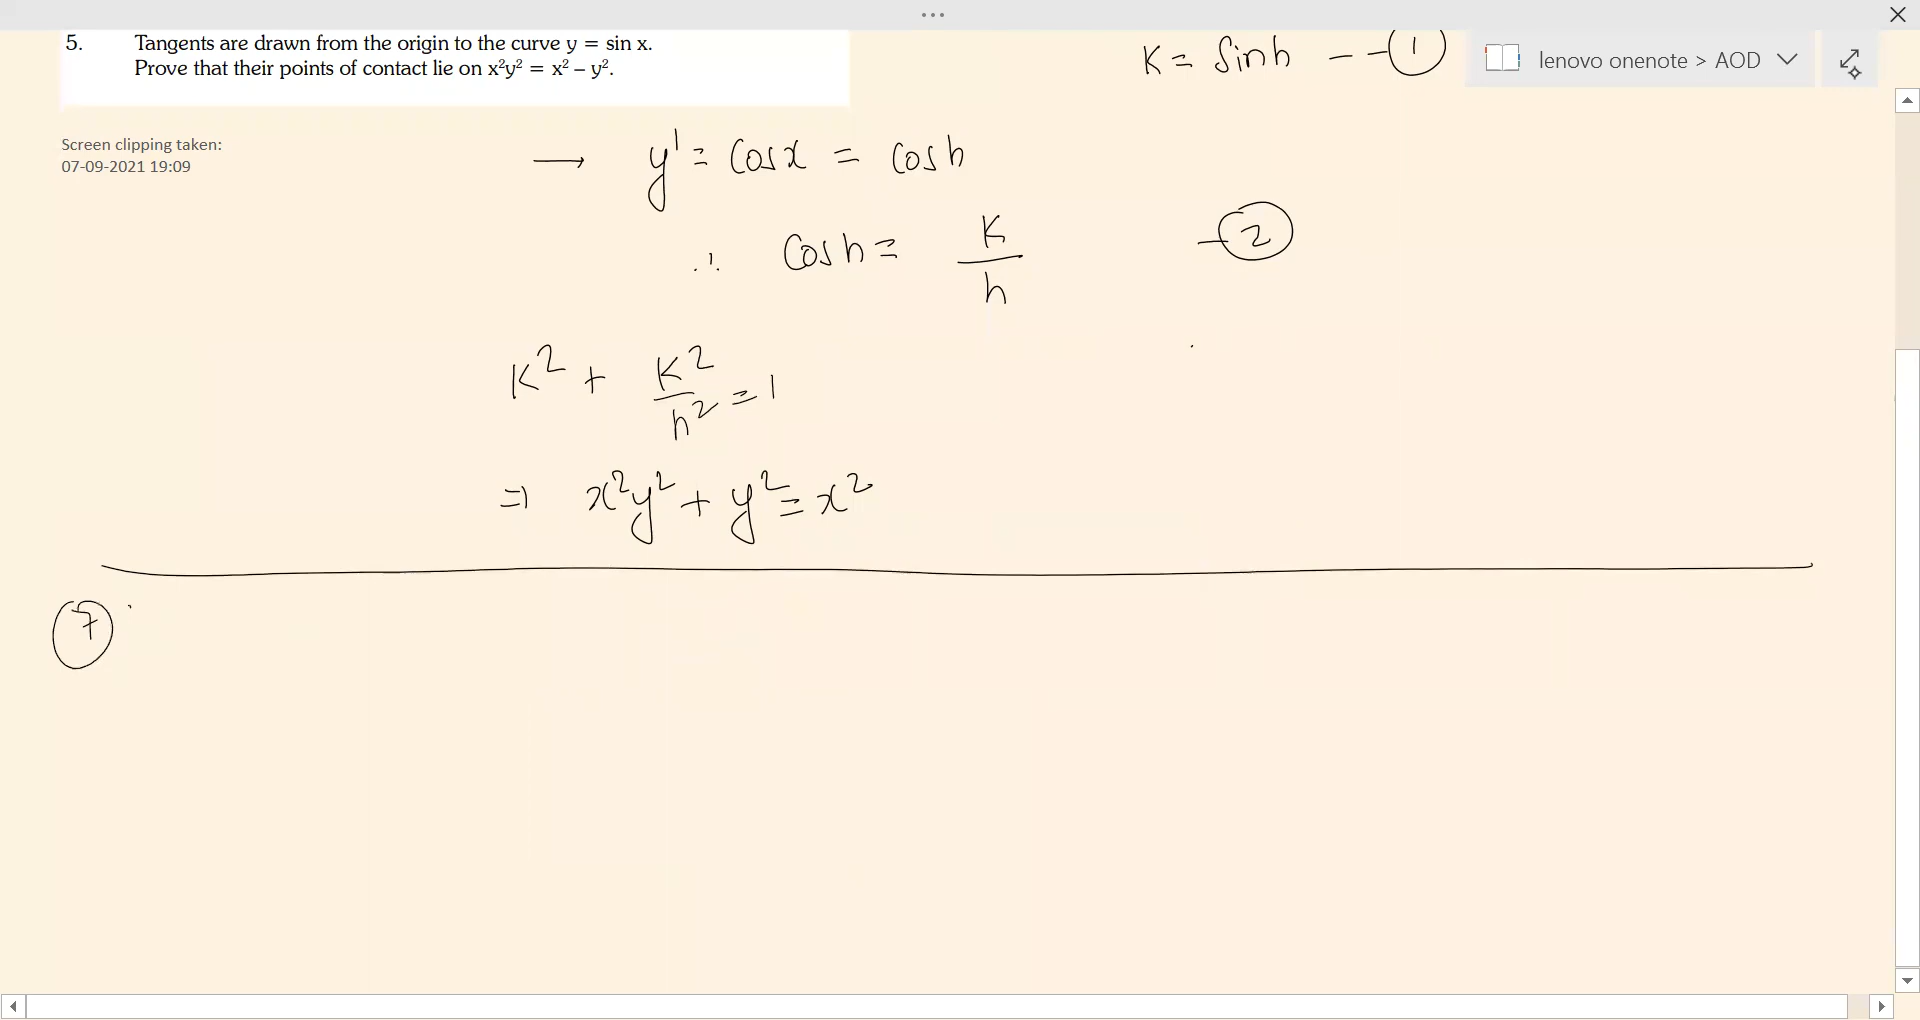 5. Tangents are drawn from the origin to the curve y = sin x.
Prove that their points of contact lie on x²y² = x² – y².
K = Sinh - - ①
lenovo onenote > AOD
Screen clipping taken:
07-09-2021 19:09
→ y' = Cosx = Cosh
∴ Cosh = K/h - ②
K² + K²/h² = 1
⇒ x²y² + y² = x²
⑦